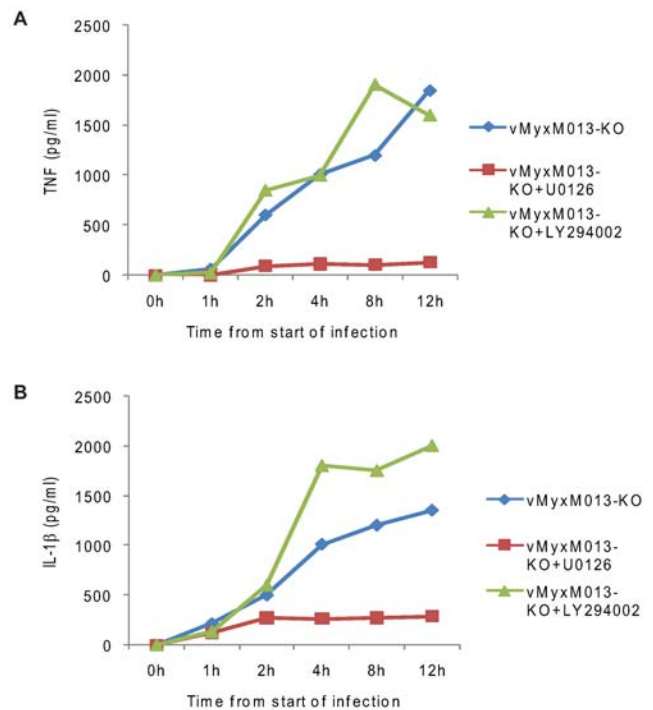 A
2500
2000
1500
1000
500
0
TNF (pg/ml)
0h 1h 2h 4h 8h 12h
Time from start of infection
vMyxM013-KO
vMyxM013-
KO+U0126
vMyxM013-
KO+LY294002
B
2500
2000
1500
1000
500
0
IL-1β (pg/ml)
0h 1h 2h 4h 8h 12h
Time from start of infection
vMyxM013-KO
vMyxM013-
KO+U0126
vMyxM013-
KO+LY294002